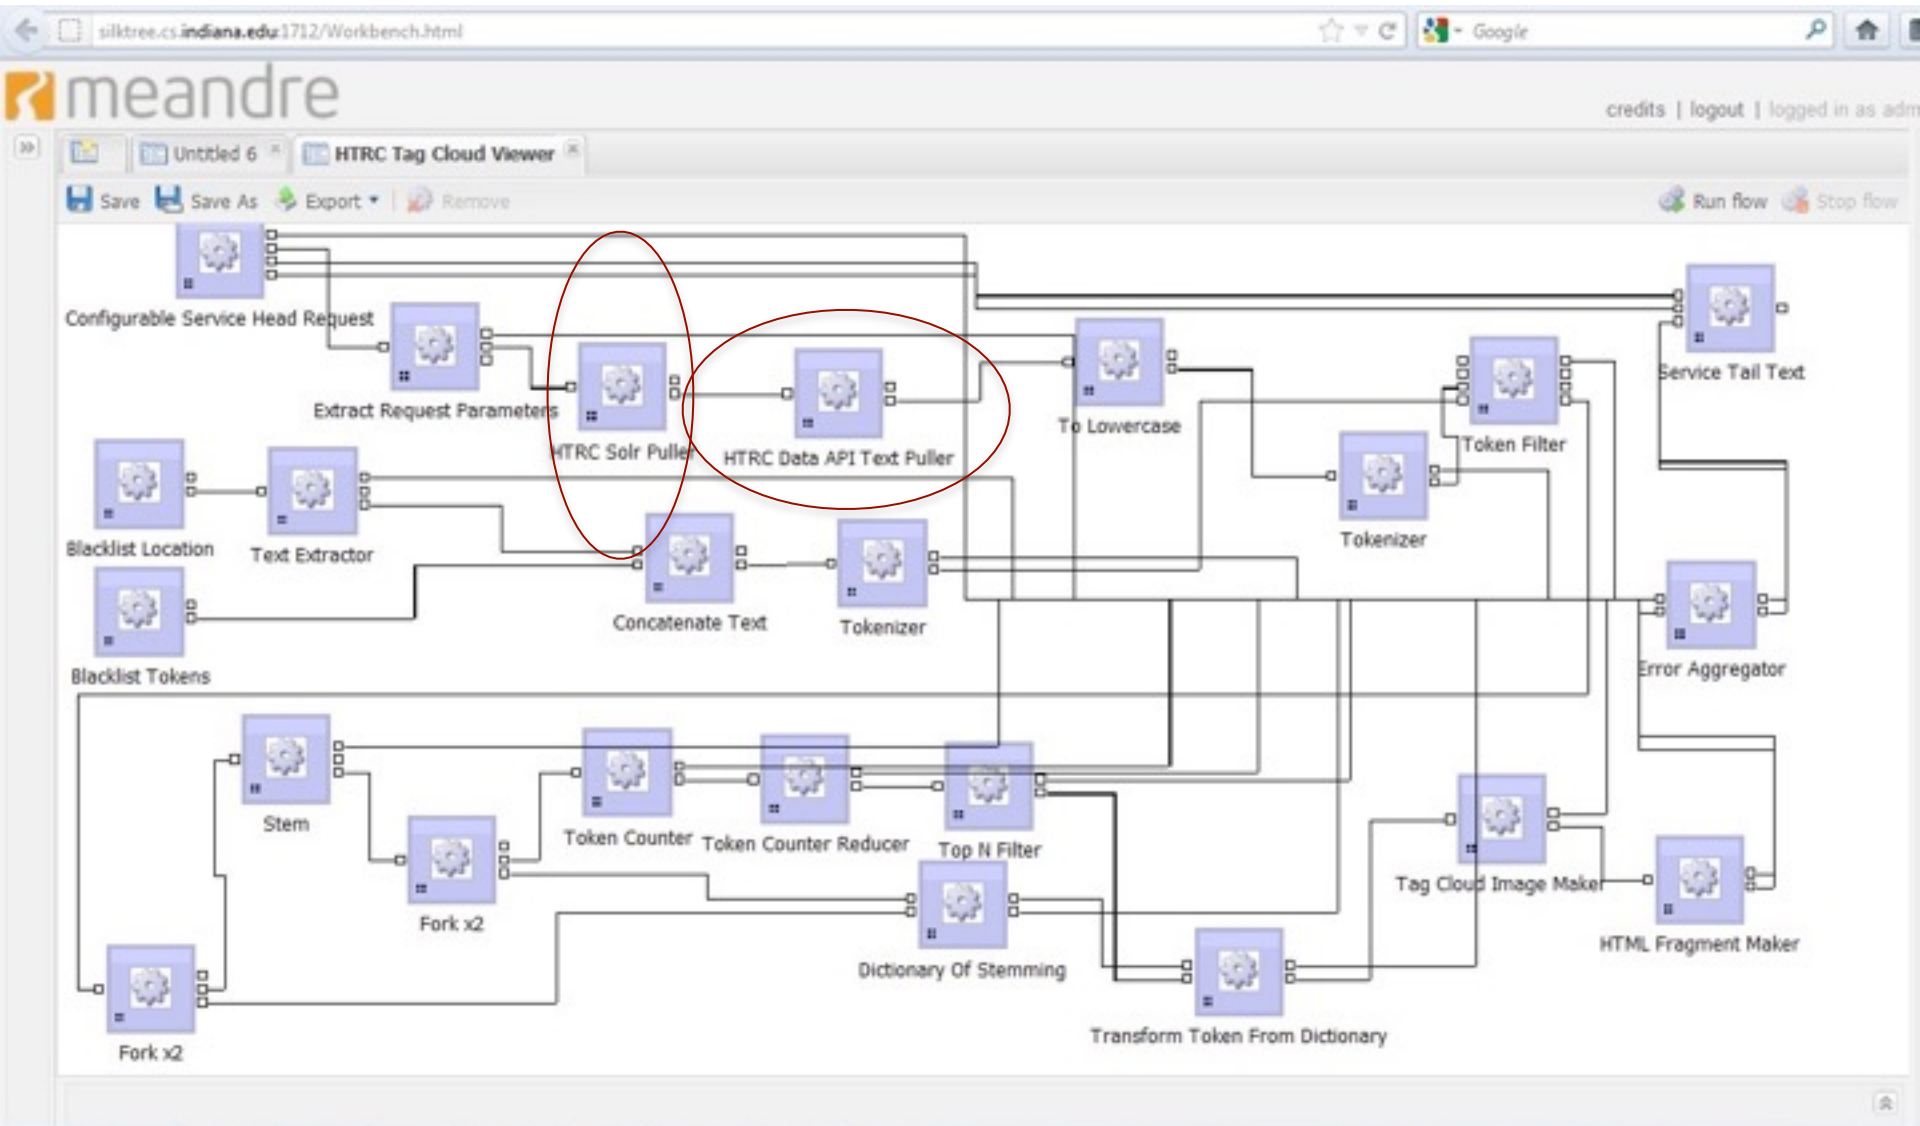 silktree.cs.indiana.edu:1712/Workbench.html
Google
meandre
credits | logout | logged in as adm
Untitled 6
HTRC Tag Cloud Viewer
Save
Save As
Export
Remove
Run flow
Stop flow
Configurable Service Head Request
Extract Request Parameters
HTRC Solr Puller
HTRC Data API Text Puller
To Lowercase
Token Filter
Service Tail Text
Blacklist Location
Text Extractor
Tokenizer
Blacklist Tokens
Concatenate Text
Tokenizer
Error Aggregator
Stem
Token Counter
Token Counter Reducer
Top N Filter
Tag Cloud Image Maker
Fork x2
HTML Fragment Maker
Dictionary Of Stemming
Transform Token From Dictionary
Fork x2